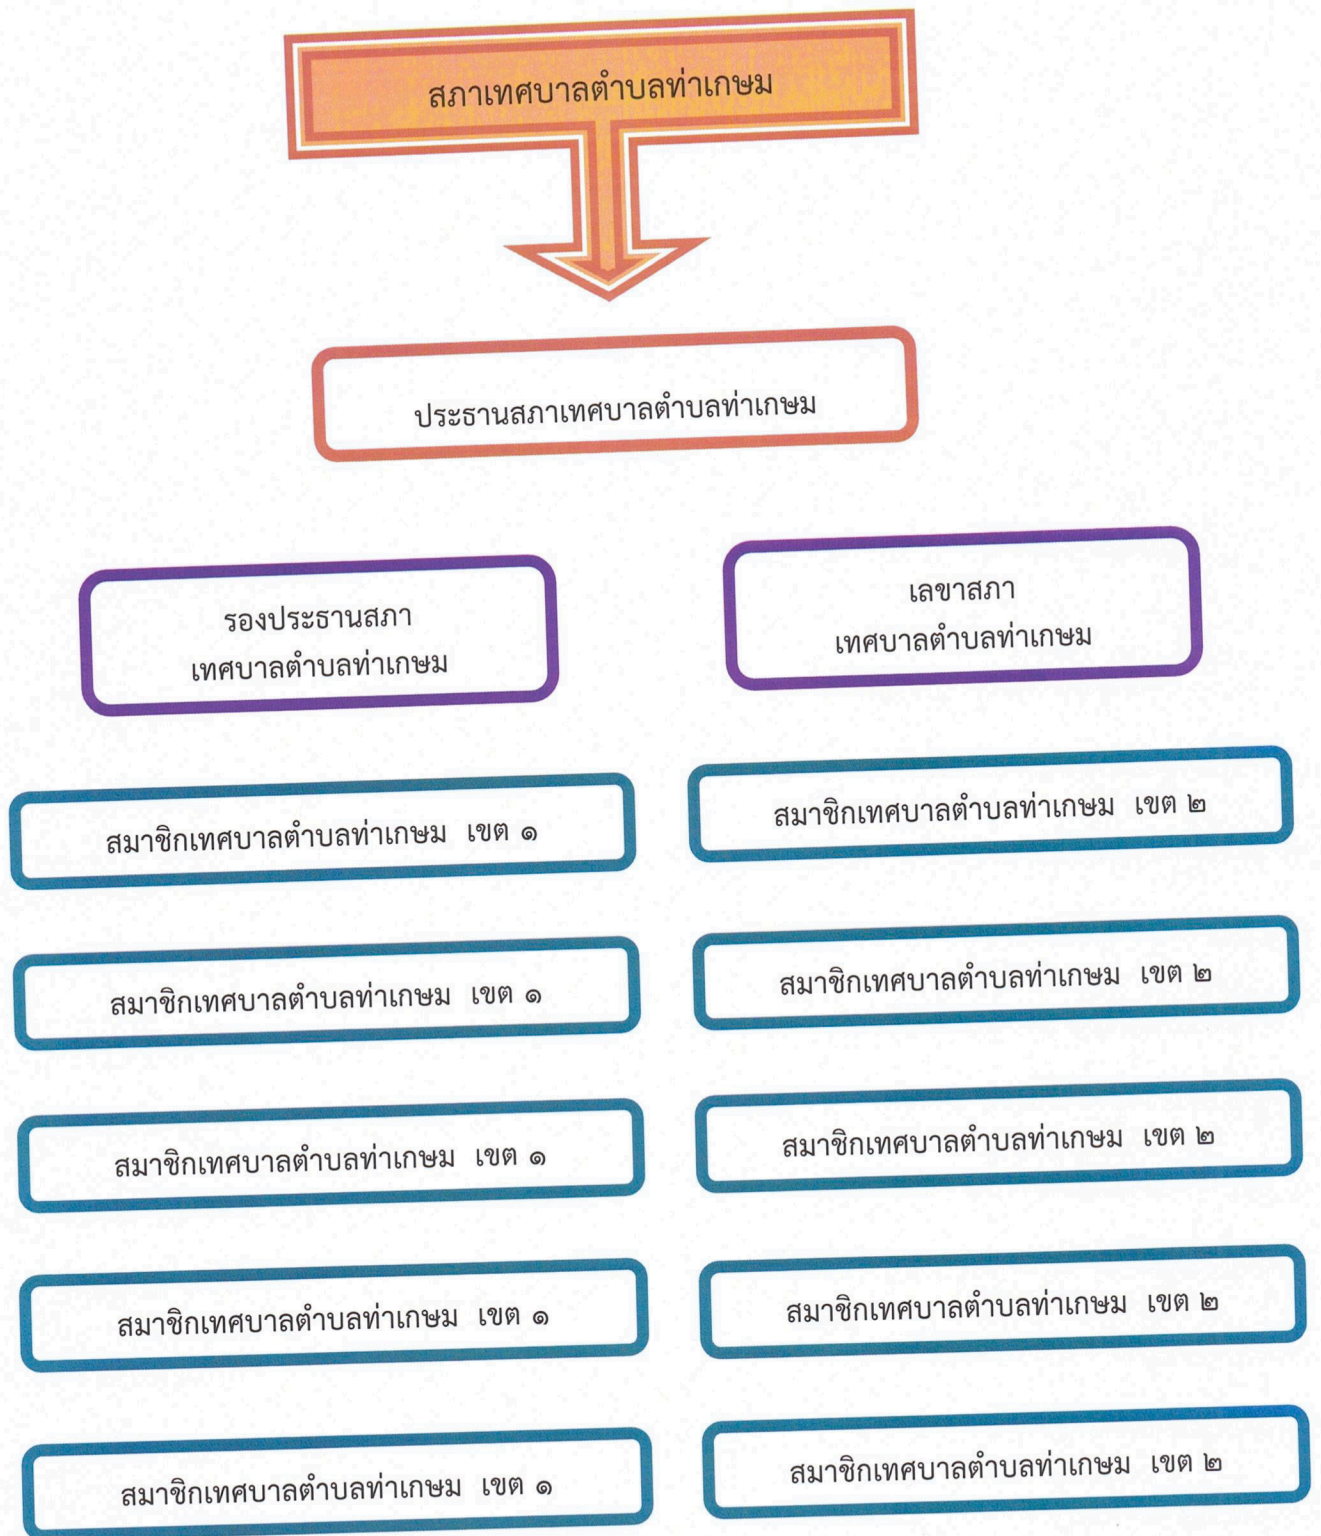 สภาเทศบาลตำบลท่าเกษม
ประธานสภาเทศบาลตำบลท่าเกษม
รองประธานสภา
เทศบาลตำบลท่าเกษม
เลขาสภา
เทศบาลตำบลท่าเกษม
สมาชิกเทศบาลตำบลท่าเกษม เขต ๑
สมาชิกเทศบาลตำบลท่าเกษม เขต ๒
สมาชิกเทศบาลตำบลท่าเกษม เขต ๑
สมาชิกเทศบาลตำบลท่าเกษม เขต ๒
สมาชิกเทศบาลตำบลท่าเกษม เขต ๑
สมาชิกเทศบาลตำบลท่าเกษม เขต ๒
สมาชิกเทศบาลตำบลท่าเกษม เขต ๑
สมาชิกเทศบาลตำบลท่าเกษม เขต ๒
สมาชิกเทศบาลตำบลท่าเกษม เขต ๑
สมาชิกเทศบาลตำบลท่าเกษม เขต ๒